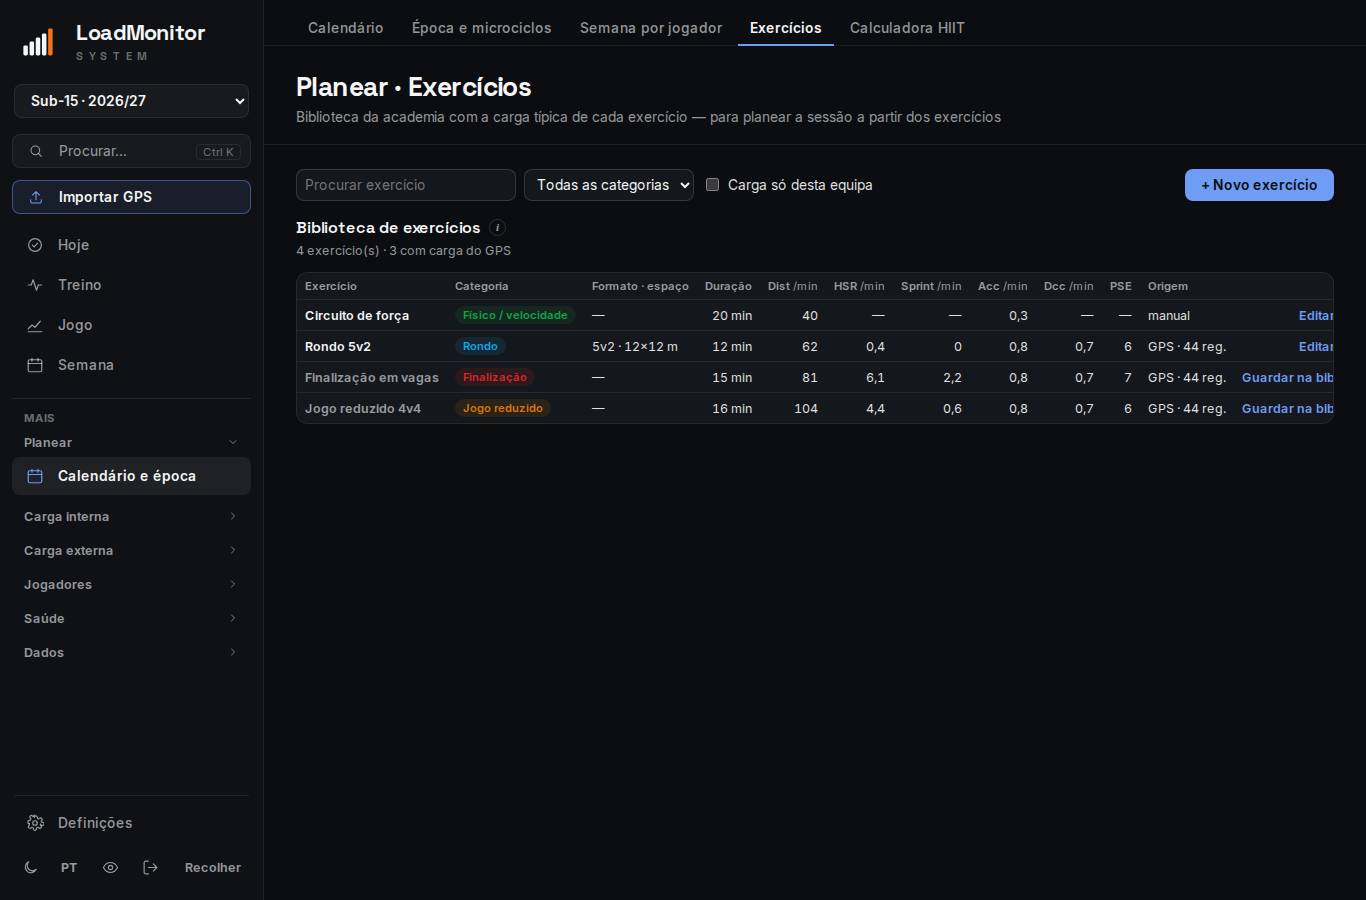 LoadMonitor
SYSTEM
Sub-15 · 2026/27
Procurar... Ctrl K
Importar GPS
Hoje
Treino
Jogo
Semana
MAIS
Planear
Calendário e época
Carga interna
Carga externa
Jogadores
Saúde
Dados
Definições
PT Recolher
Calendário Época e microciclos Semana por jogador Exercícios Calculadora HIIT
Planear · Exercícios
Biblioteca da academia com a carga típica de cada exercício — para planear a sessão a partir dos exercícios
Procurar exercício Todas as categorias Carga só desta equipa + Novo exercício
Biblioteca de exercícios i
4 exercício(s) · 3 com carga do GPS
Exercício Categoria Formato · espaço Duração Dist /min HSR /min Sprint /min Acc /min Dcc /min PSE Origem
Circuito de força Físico / velocidade — 20 min 40 — — 0,3 — — manual Editar
Rondo 5v2 Rondo 5v2 · 12×12 m 12 min 62 0,4 0 0,8 0,7 6 GPS · 44 reg. Editar
Finalização em vagas Finalização — 15 min 81 6,1 2,2 0,8 0,7 7 GPS · 44 reg. Guardar na bib
Jogo reduzido 4v4 Jogo reduzido — 16 min 104 4,4 0,6 0,8 0,7 6 GPS · 44 reg. Guardar na bib